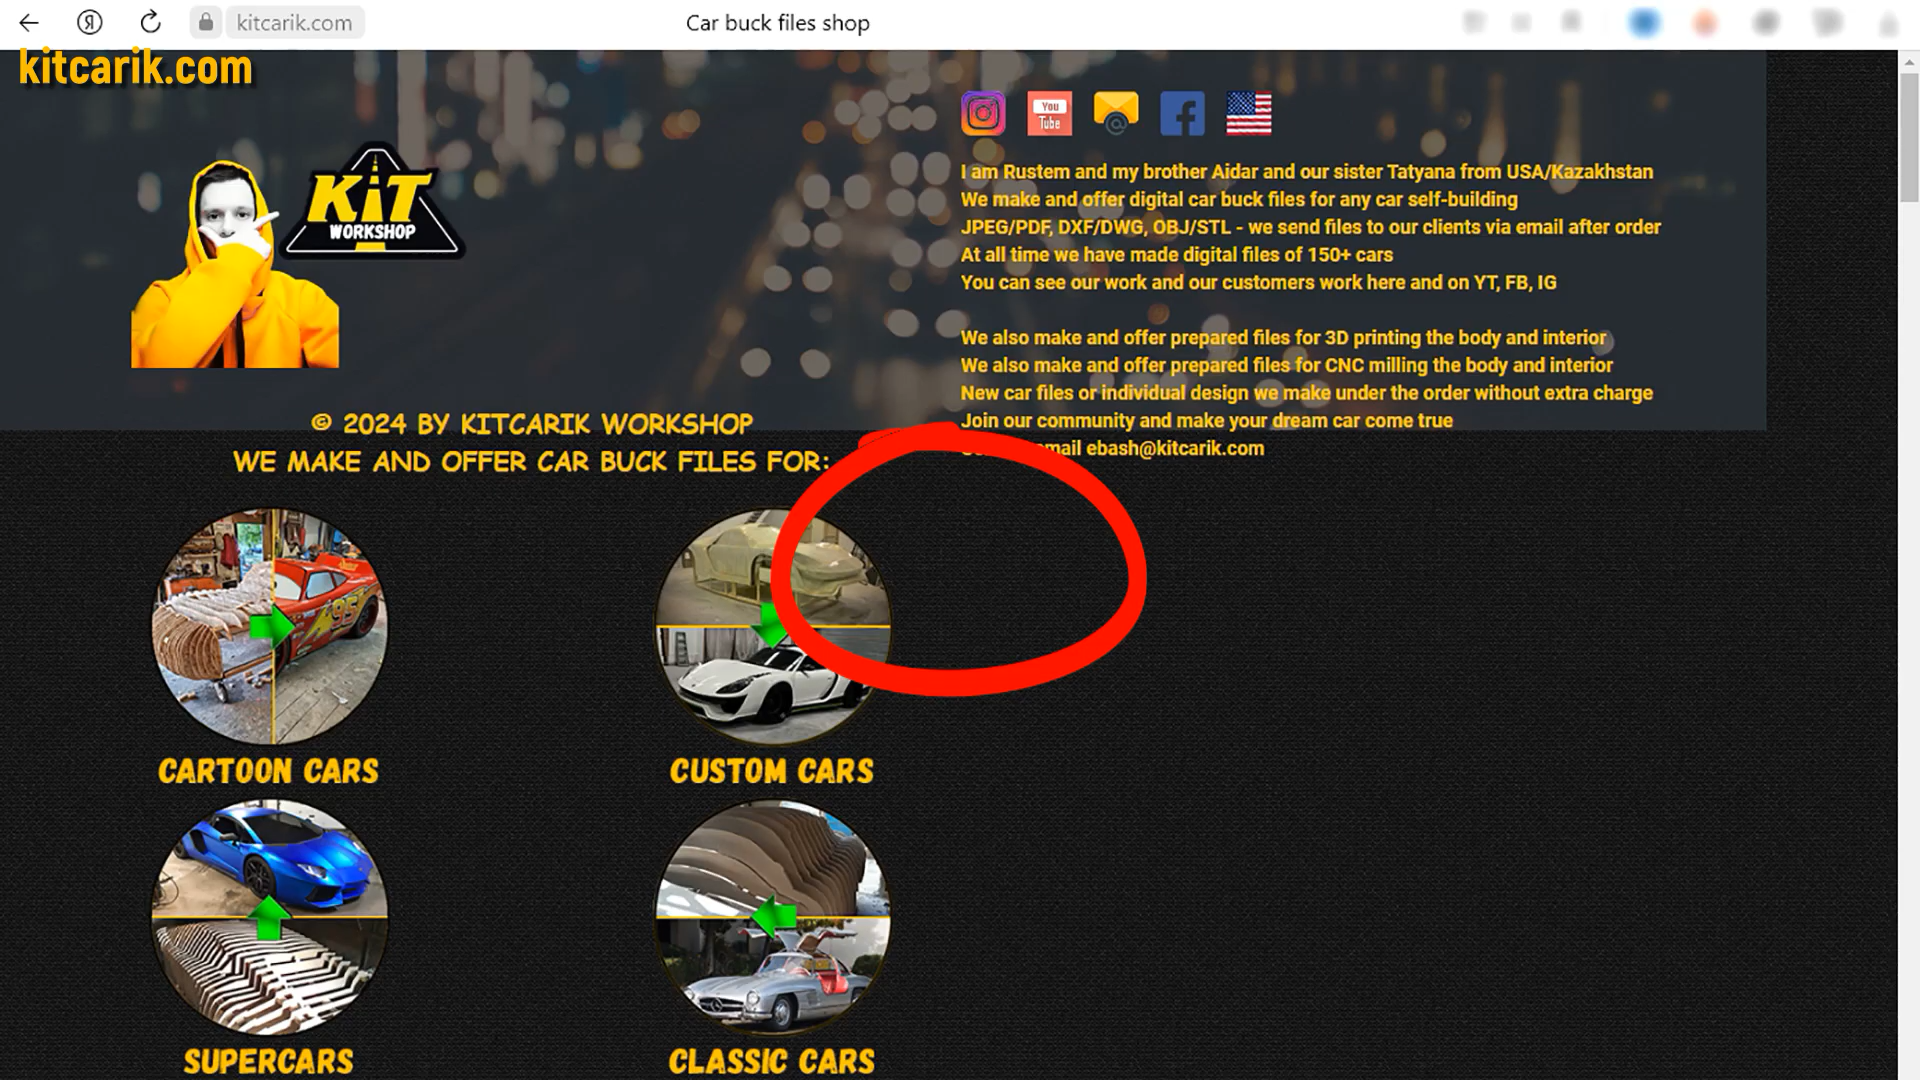 kitcarik.com
Car buck files shop
kitcarik.com
You
Tube
KiT
WORKSHOP
I am Rustem and my brother Aidar and our sister Tatyana from USA/Kazakhstan
We make and offer digital car buck files for any car self-building
JPEG/PDF, DXF/DWG, OBJ/STL - we send files to our clients via email after order
At all time we have made digital files of 150+ cars
You can see our work and our customers work here and on YT, FB, IG
We also make and offer prepared files for 3D printing the body and interior
We also make and offer prepared files for CNC milling the body and interior
New car files or individual design we make under the order without extra charge
Join our community and make your dream car come true
email ebash@kitcarik.com
© 2024 BY KITCARIK WORKSHOP
WE MAKE AND OFFER CAR BUCK FILES FOR:
95
CARTOON CARS
CUSTOM CARS
SUPERCARS
CLASSIC CARS